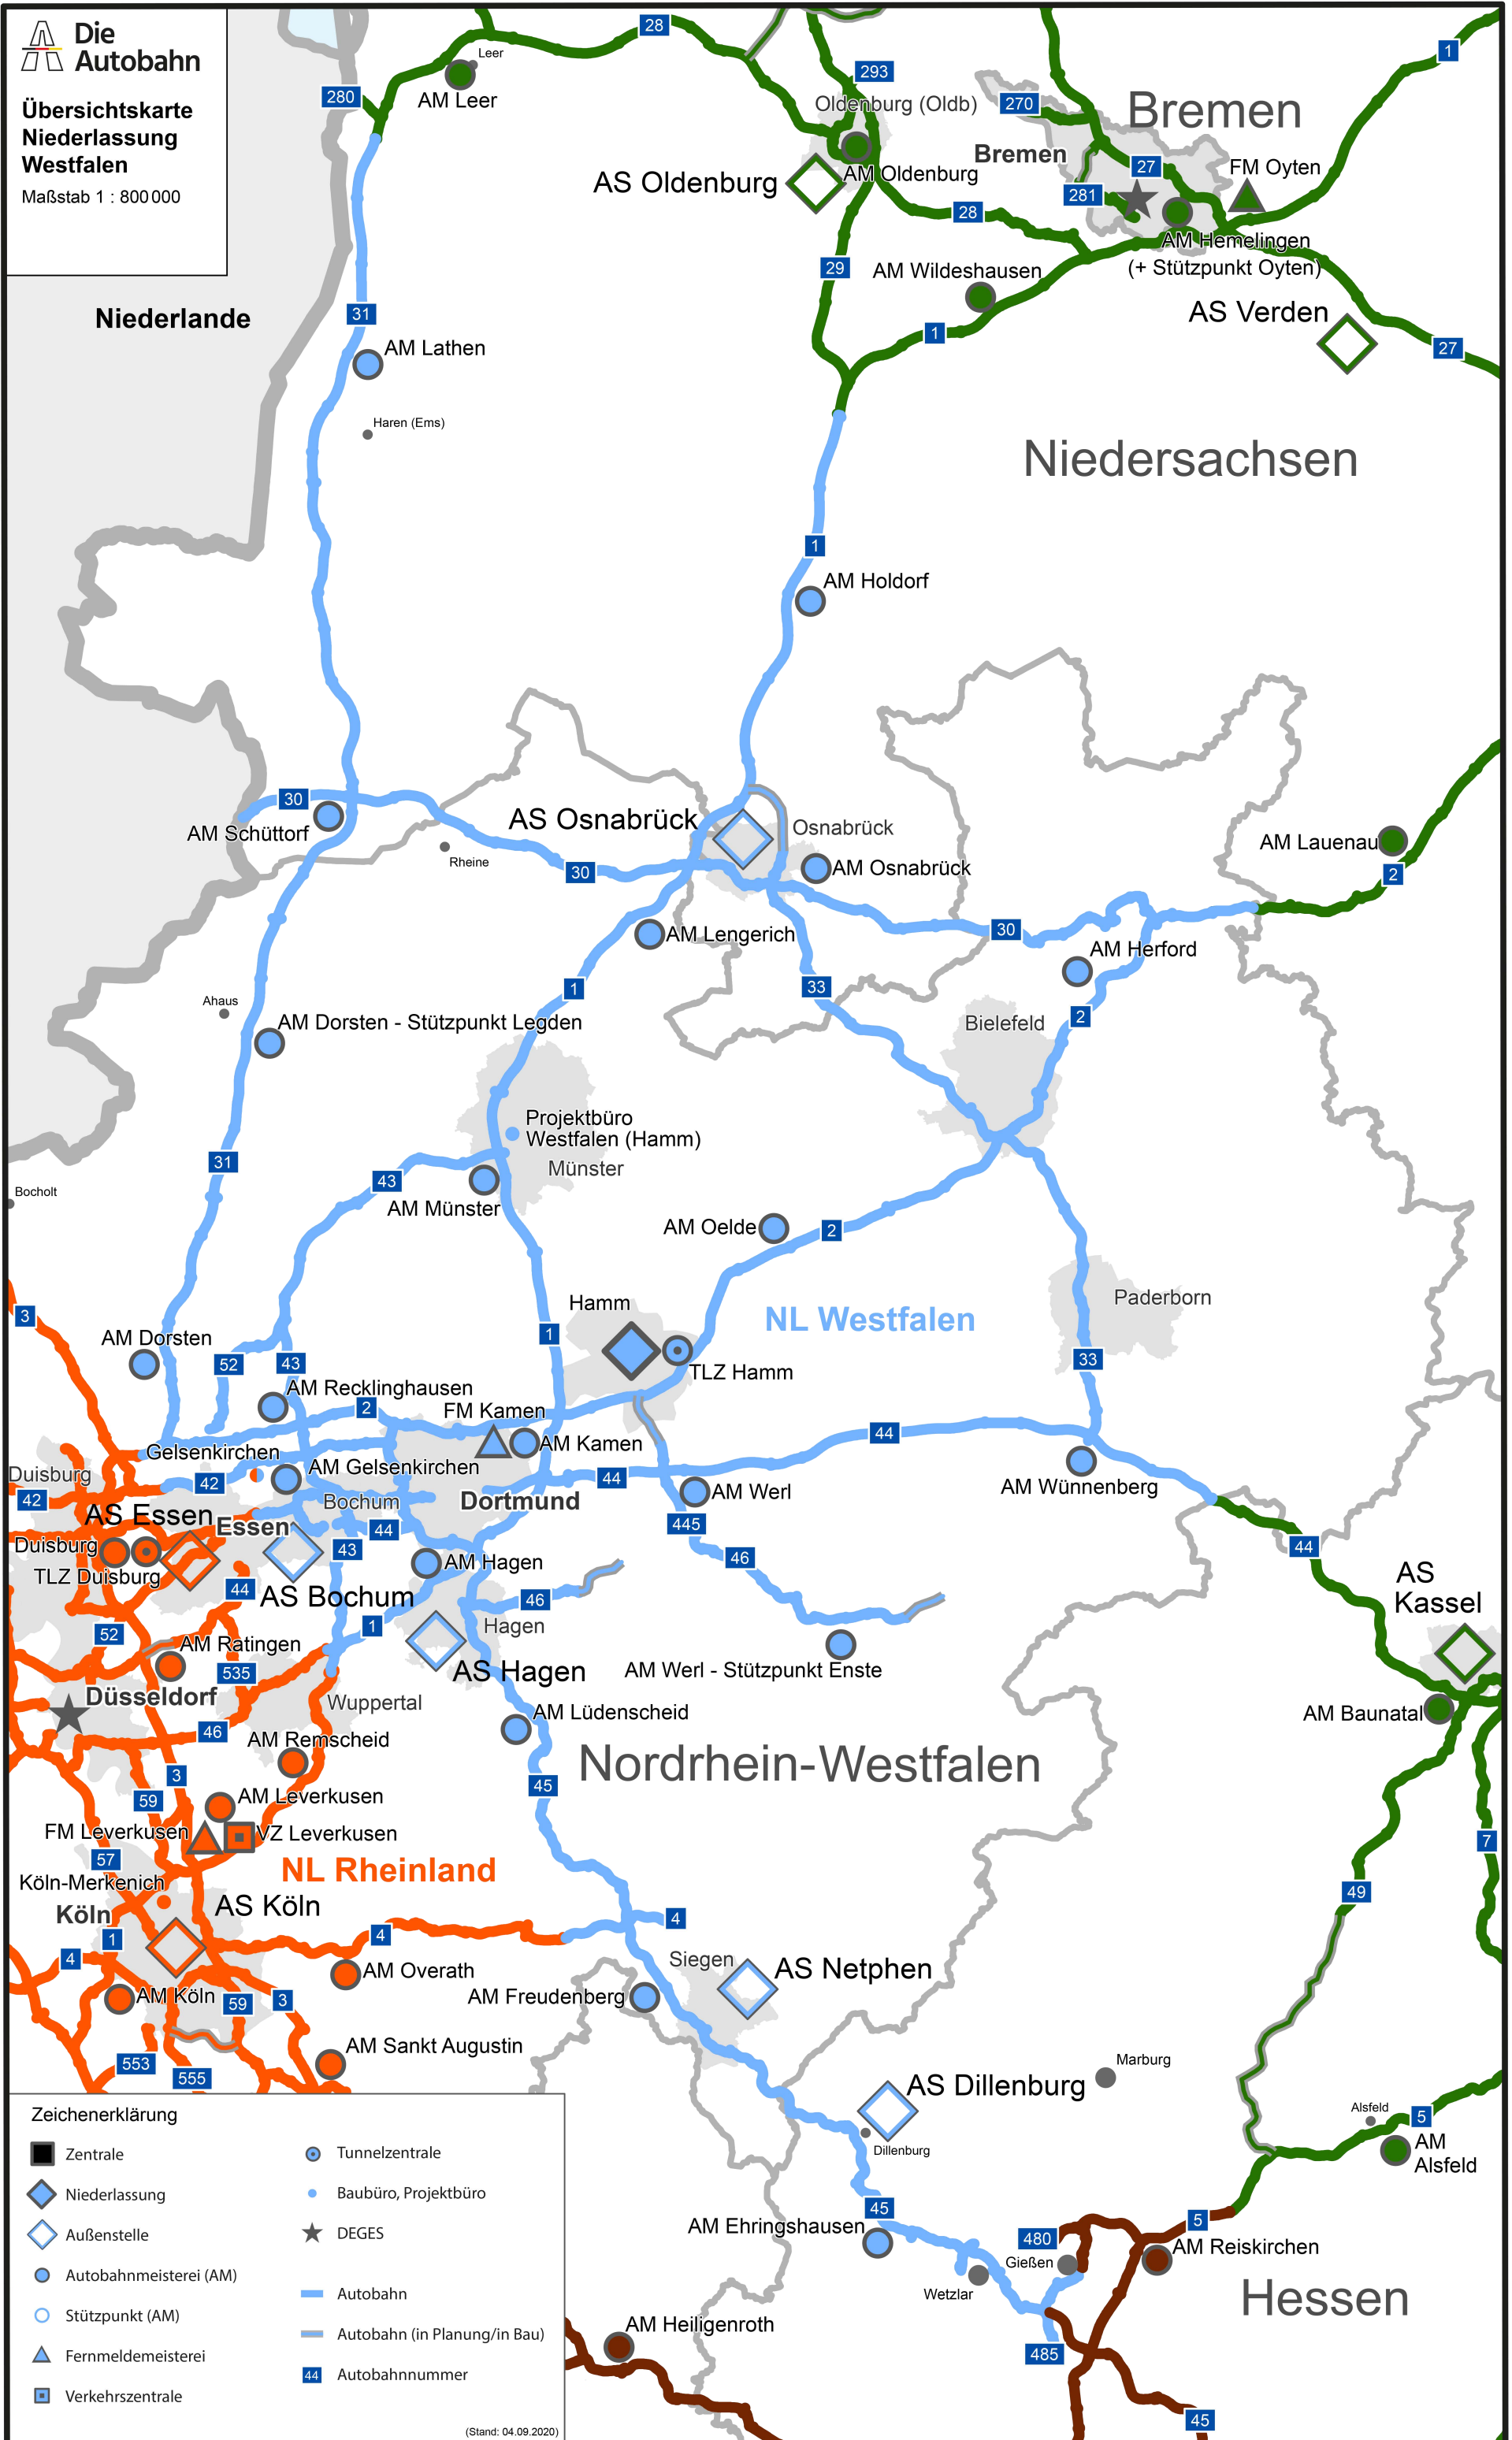 Die
Autobahn
Übersichtskarte
Niederlassung
Westfalen
Maßstab 1 : 800 000
28
1
Leer
293
280
AM Leer
Oldenburg (Oldb)
270
Bremen
Bremen
27
FM Oyten
AS Oldenburg
AM Oldenburg
281
28
AM Hemelingen
(+ Stützpunkt Oyten)
29
AM Wildeshausen
AS Verden
Niederlande
31
1
27
AM Lathen
Haren (Ems)
Niedersachsen
1
AM Holdorf
30
AS Osnabrück
Osnabrück
AM Schüttorf
Rheine
30
AM Osnabrück
AM Lauenau
2
AM Lengerich
30
AM Herford
1
33
Ahaus
AM Dorsten - Stützpunkt Legden
2
Bielefeld
Projektbüro
Westfalen (Hamm)
Münster
31
43
Bocholt
AM Münster
AM Oelde
2
Paderborn
Hamm
3
NL Westfalen
AM Dorsten
1
52
43
TLZ Hamm
33
AM Recklinghausen
2
FM Kamen
44
Gelsenkirchen
AM Kamen
Duisburg
AM Gelsenkirchen
42
44
AM Werl
AM Wünnenberg
42
Bochum
Dortmund
AS Essen
Essen
44
445
Duisburg
43
44
TLZ Duisburg
AM Hagen
46
AS
Kassel
44
AS Bochum
46
52
1
Hagen
AM Ratingen
535
AS Hagen
AM Werl - Stützpunkt Enste
Düsseldorf
Wuppertal
AM Lüdenscheid
AM Baunatal
46
AM Remscheid
Nordrhein-Westfalen
3
45
59
AM Leverkusen
FM Leverkusen
VZ Leverkusen
7
57
NL Rheinland
Köln-Merkenich
49
AS Köln
Köln
4
1
4
4
Siegen
AS Netphen
AM Overath
AM Köln
59
3
AM Freudenberg
AM Sankt Augustin
553
555
Marburg
AS Dillenburg
Alsfeld
5
Dillenburg
AM
Alsfeld
45
5
AM Ehringshausen
480
AM Reiskirchen
Gießen
Wetzlar
Hessen
AM Heiligenroth
485
45
Zeichenerklärung
Zentrale
Niederlassung
Außenstelle
Autobahnmeisterei (AM)
Stützpunkt (AM)
Fernmeldemeisterei
Verkehrszentrale
Tunnelzentrale
Baubüro, Projektbüro
DEGES
Autobahn
Autobahn (in Planung/in Bau)
44
Autobahnnummer
(Stand: 04.09.2020)